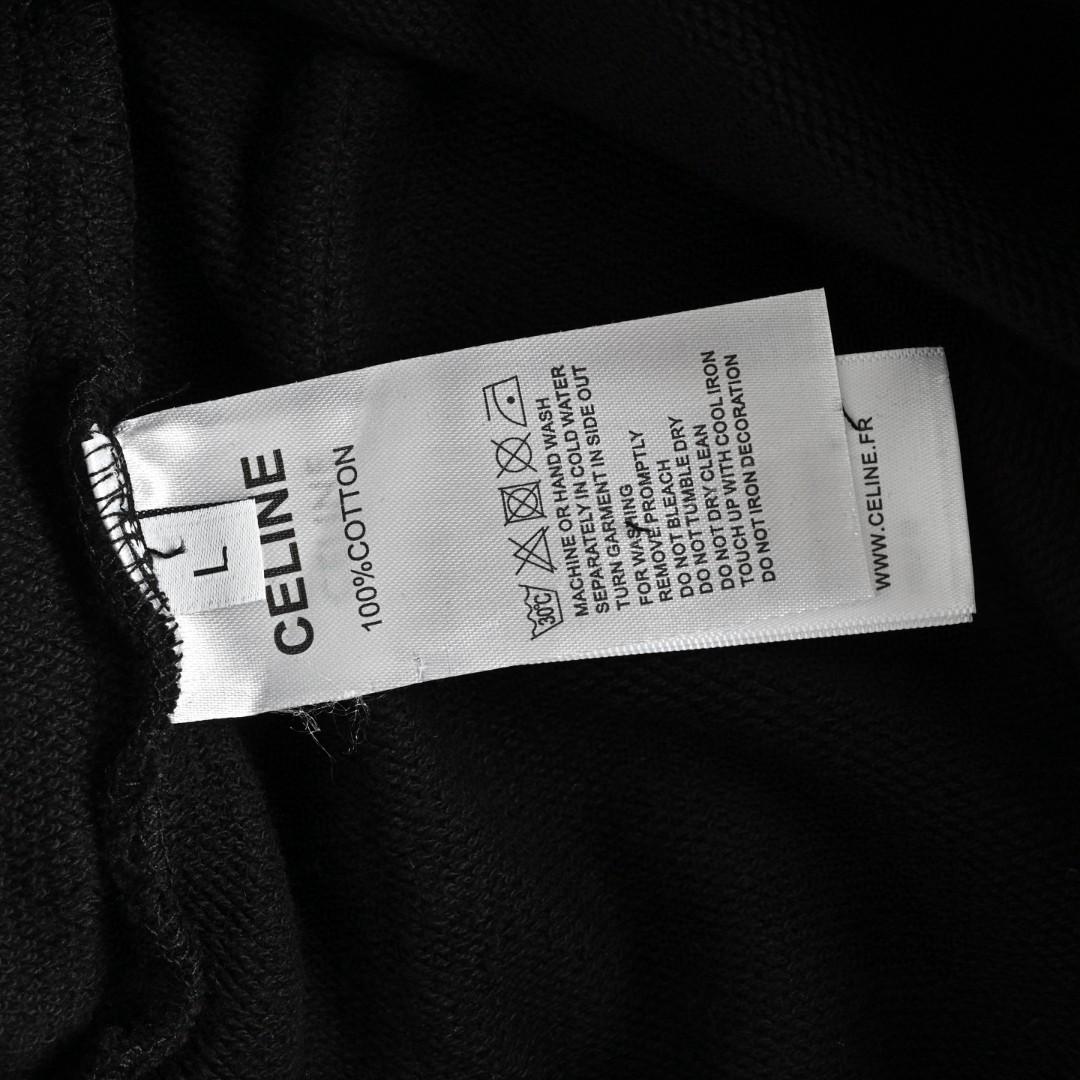 L
CELINE
100%COTTON
30℃
MACHINE OR HAND WASH
SEPARATELY IN COLD WATER
TURN GARMENT IN SIDE OUT
FOR WASHING
REMOVE PROMPTLY
DO NOT BLEACH
DO NOT TUMBLE DRY
DO NOT DRY CLEAN
TOUCH UP WITH COOL IRON
DO NOT IRON DECORATION
WWW.CELINE.FR